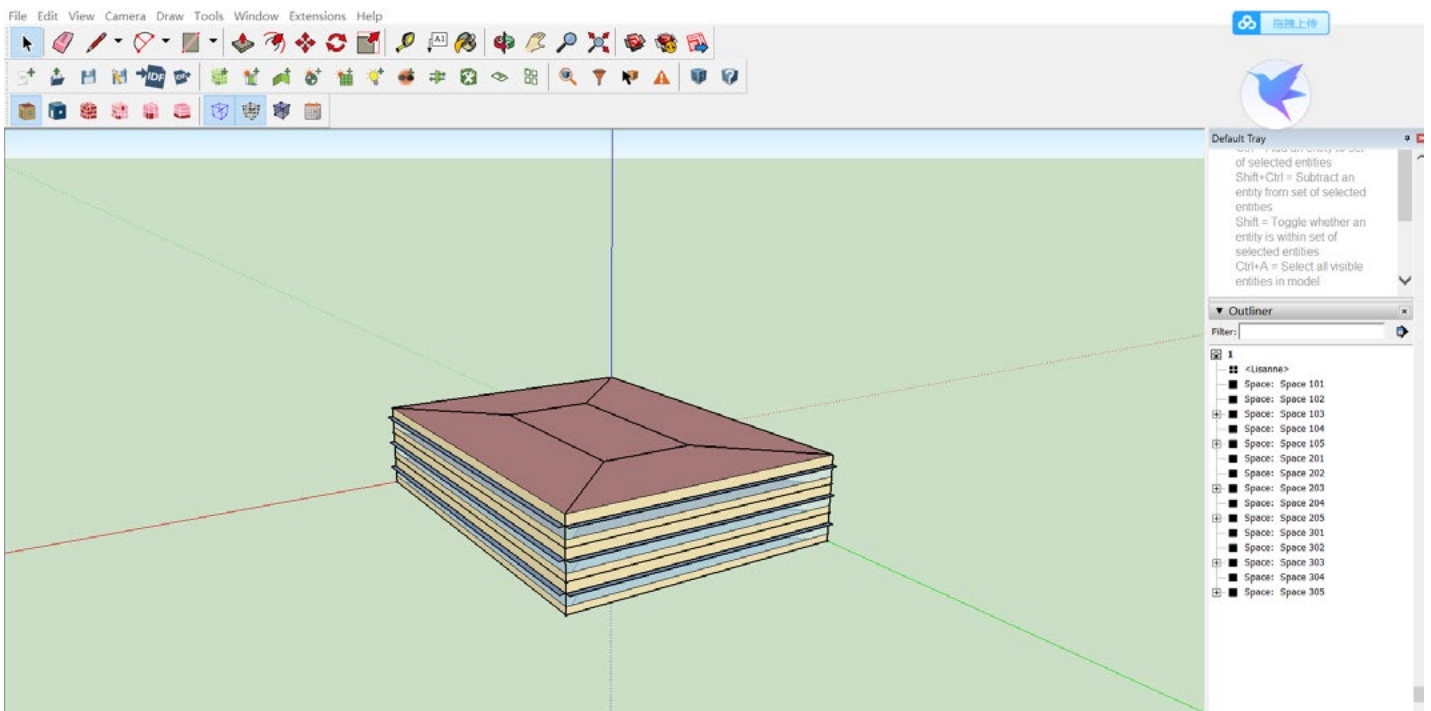 File Edit View Camera Draw Tools Window Extensions Help
拖拽上传
A1
IDF
Default Tray
of selected entities
Shift+Ctrl = Subtract an
entity from set of selected
entities
Shift = Toggle whether an
entity is within set of
selected entities
Ctrl+A = Select all visible
entities in model
Outliner
Filter:
1
<Lisanne>
Space: Space 101
Space: Space 102
Space: Space 103
Space: Space 104
Space: Space 105
Space: Space 201
Space: Space 202
Space: Space 203
Space: Space 204
Space: Space 205
Space: Space 301
Space: Space 302
Space: Space 303
Space: Space 304
Space: Space 305